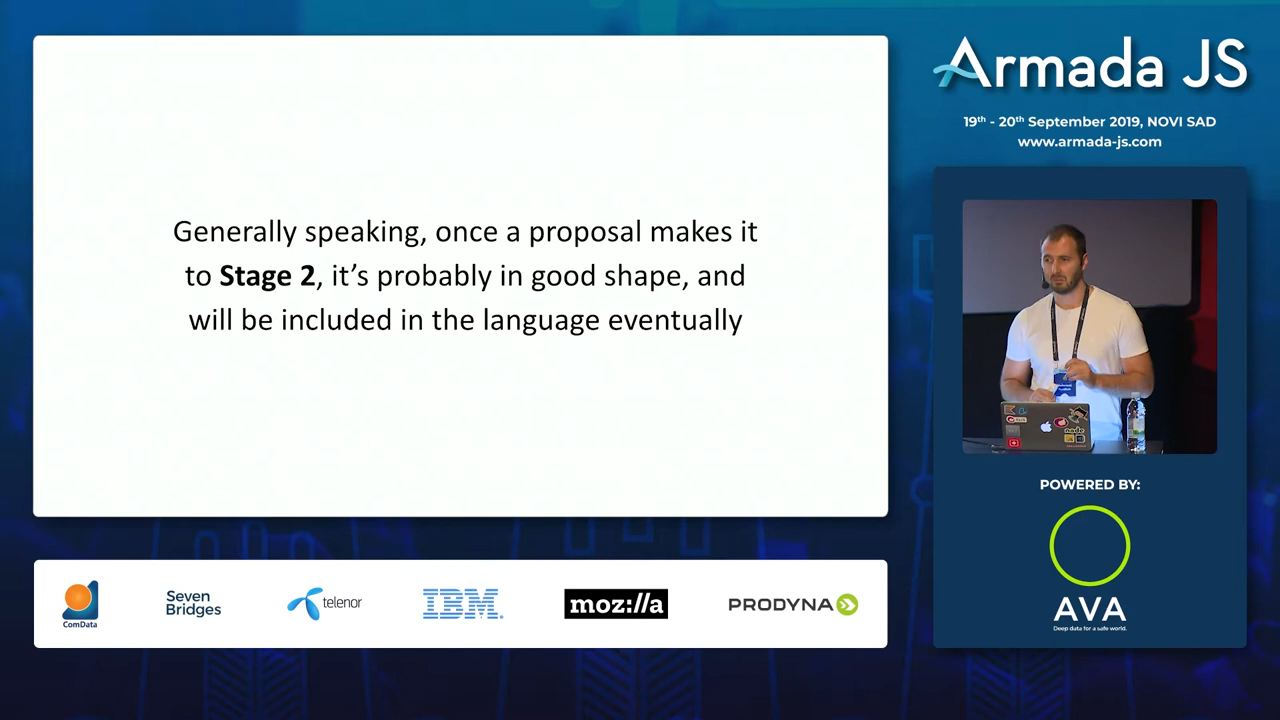 Generally speaking, once a proposal makes it
to Stage 2, it’s probably in good shape, and
will be included in the language eventually
Armada JS
19th - 20th September 2019, NOVI SAD
www.armada-js.com
node
POWERED BY:
AVA
Deep data for a safe world.
ComData
Seven
Bridges
telenor
IBM
moz://a
PRODYNA